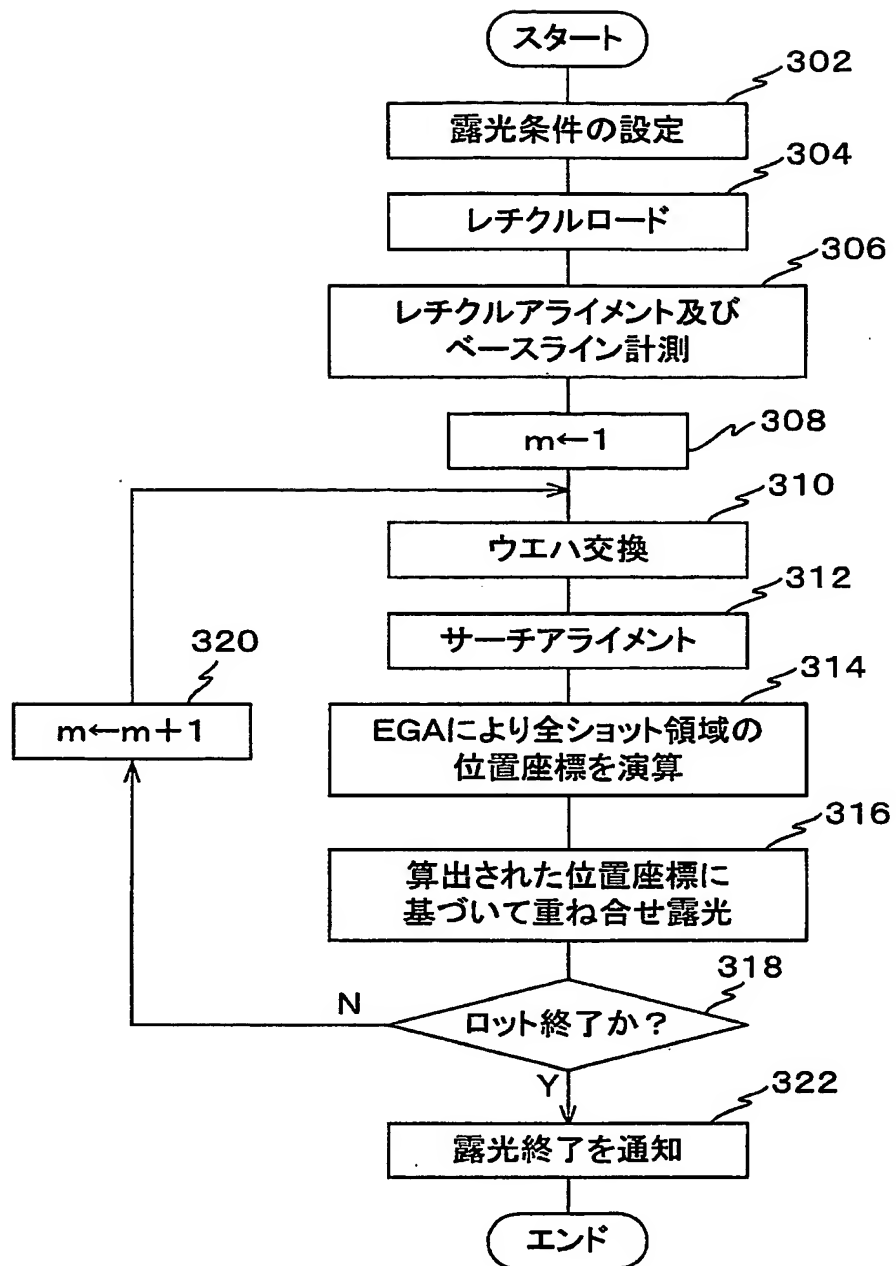 スタート
302
露光条件の設定
304
レチクルロード
306
レチクルアライメント及び
ベースライン計測
308
m←1
310
ウエハ交換
312
サーチアライメント
320
m←m+1
314
EGAにより全ショット領域の
位置座標を演算
316
算出された位置座標に
基づいて重ね合せ露光
318
N
ロット終了か？
Y
322
露光終了を通知
エンド